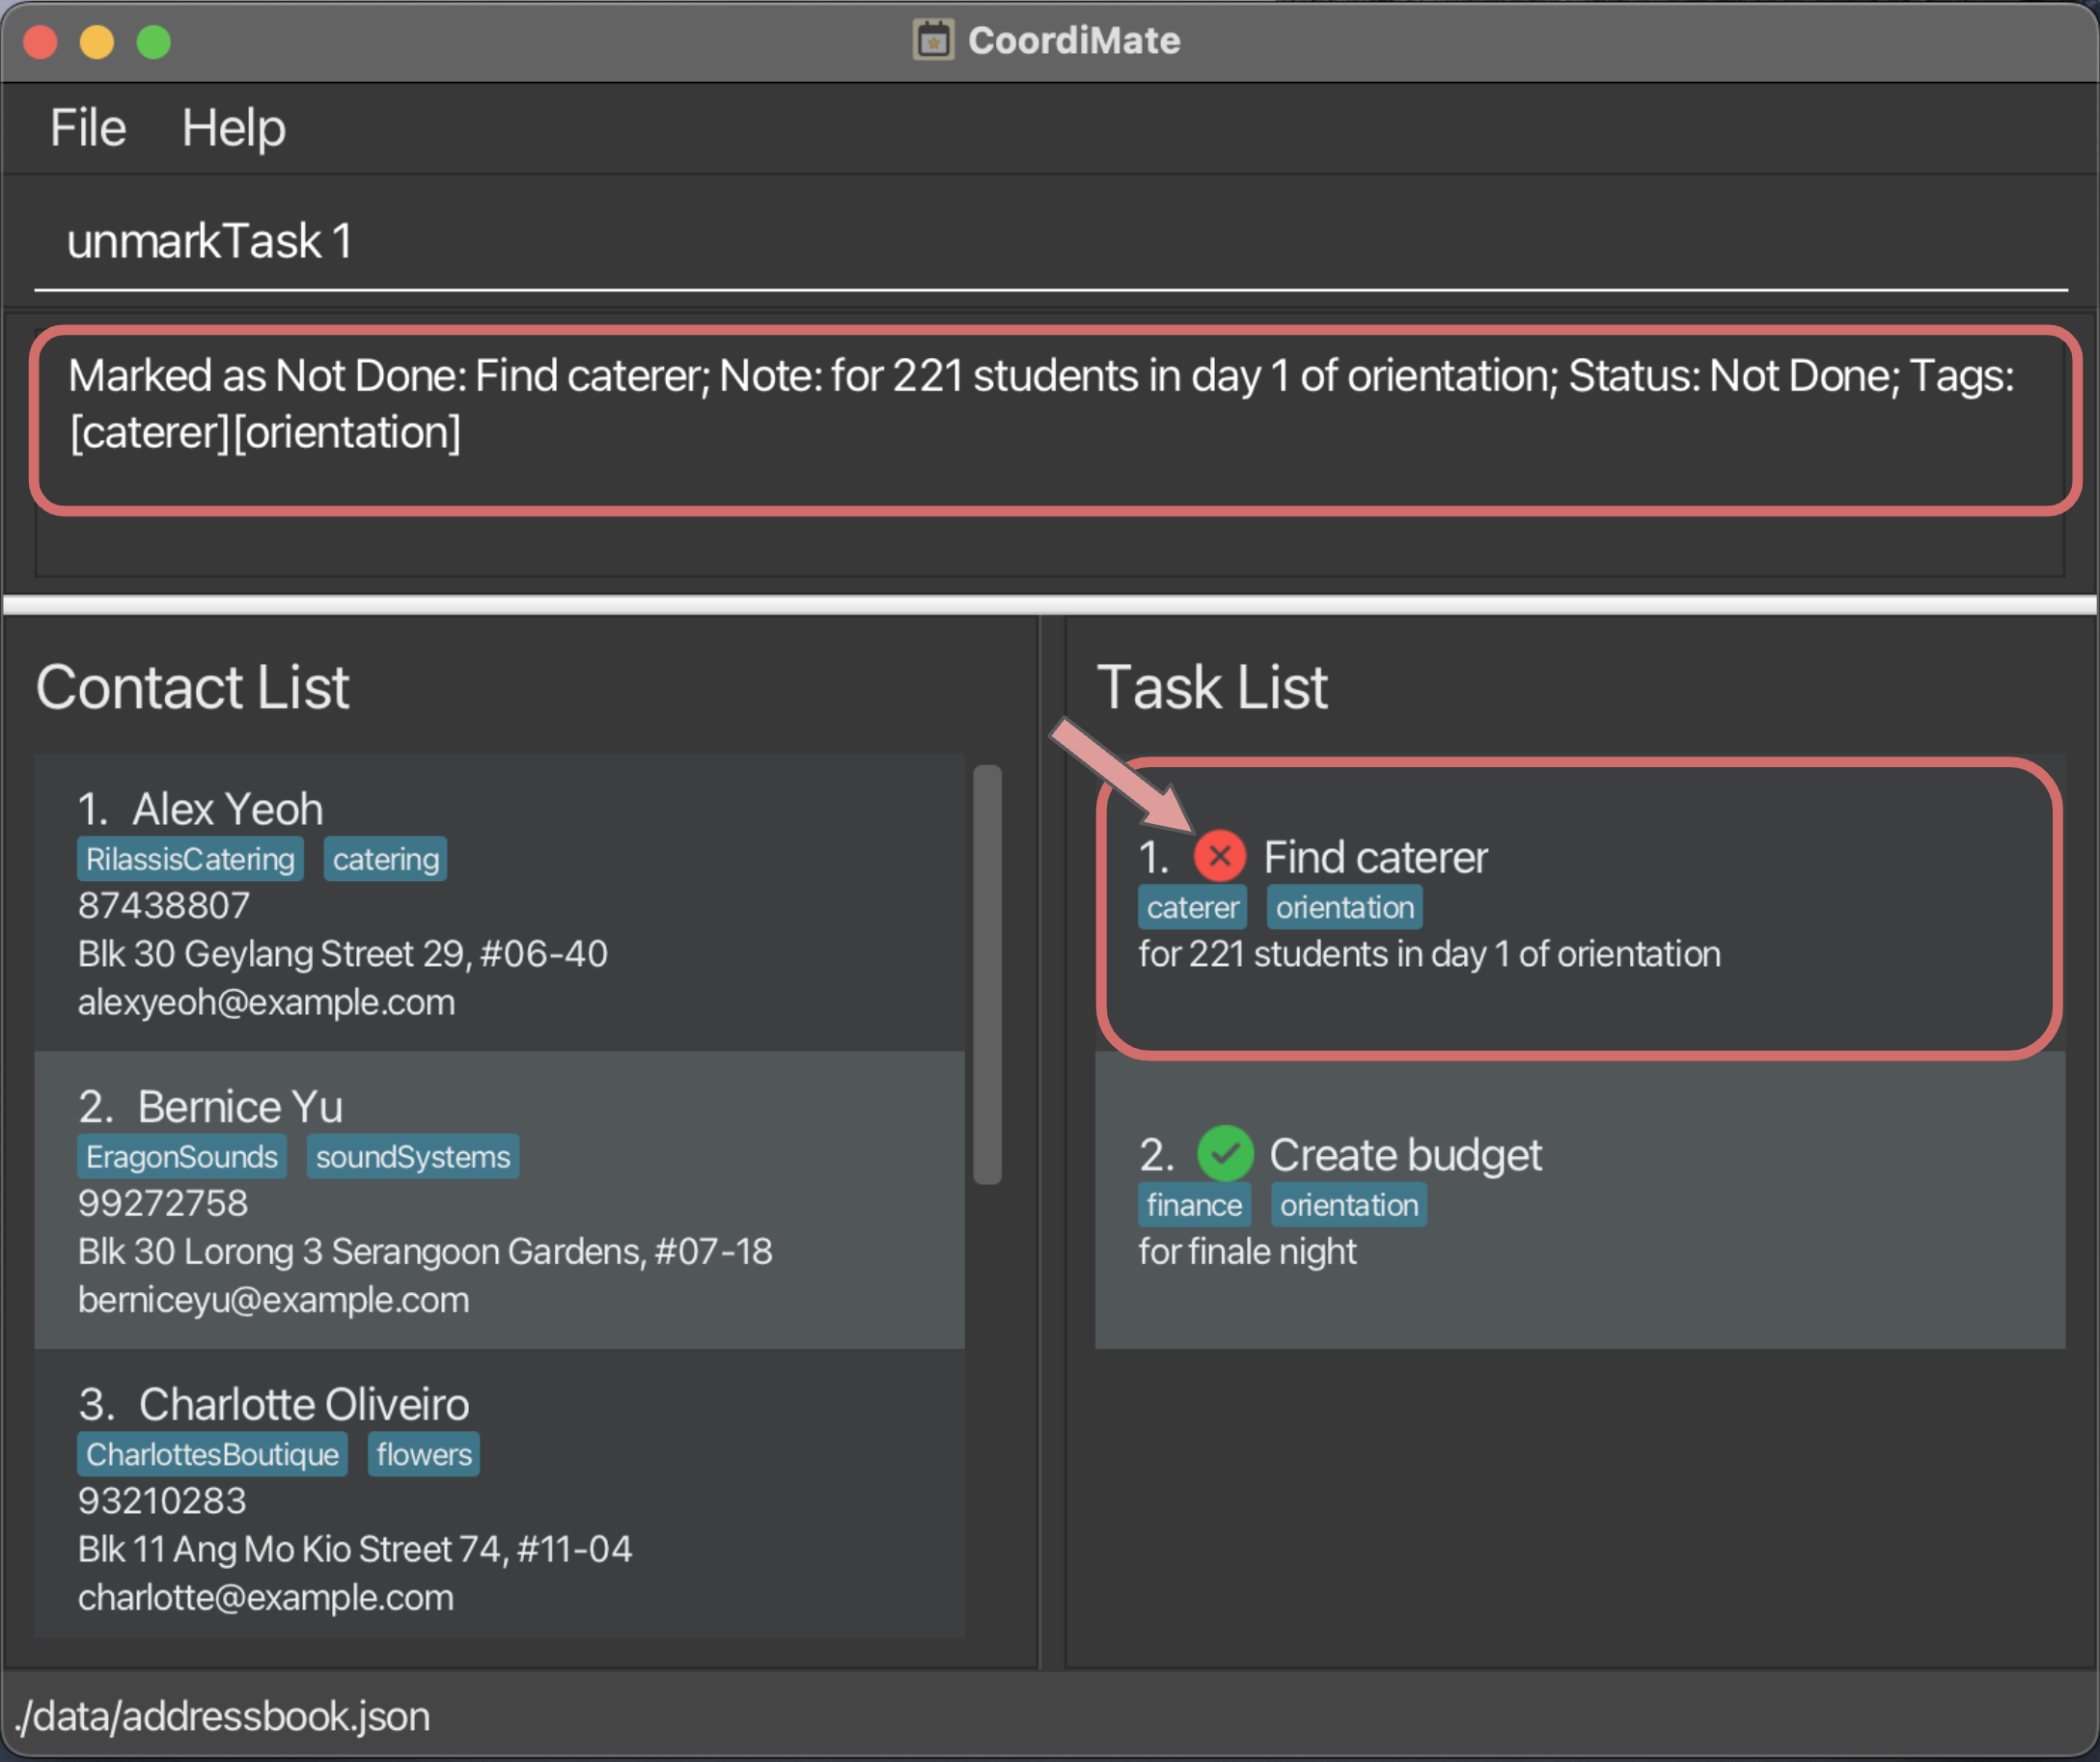 CoordiMate
File Help
unmarkTask 1
Marked as Not Done: Find caterer; Note: for 221 students in day 1 of orientation; Status: Not Done; Tags:
[caterer][orientation]
Contact List
1. Alex Yeoh
RilassisCatering catering
87438807
Blk 30 Geylang Street 29, #06-40
alexyeoh@example.com
2. Bernice Yu
EragonSounds soundSystems
99272758
Blk 30 Lorong 3 Serangoon Gardens, #07-18
berniceyu@example.com
3. Charlotte Oliveiro
CharlottesBoutique flowers
93210283
Blk 11 Ang Mo Kio Street 74, #11-04
charlotte@example.com
Task List
1. Find caterer
caterer orientation
for 221 students in day 1 of orientation
2. Create budget
finance orientation
for finale night
./data/addressbook.json